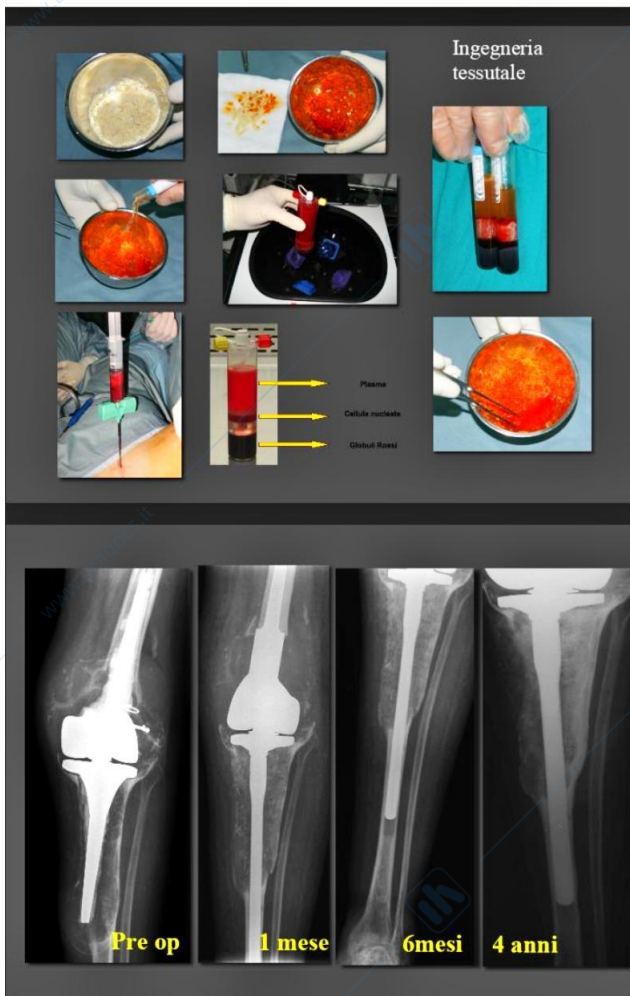 Ingegneria
tessutale
Plasma
Cellule nucleate
Globuli Rossi
Pre op
1 mese
6mesi
4 anni